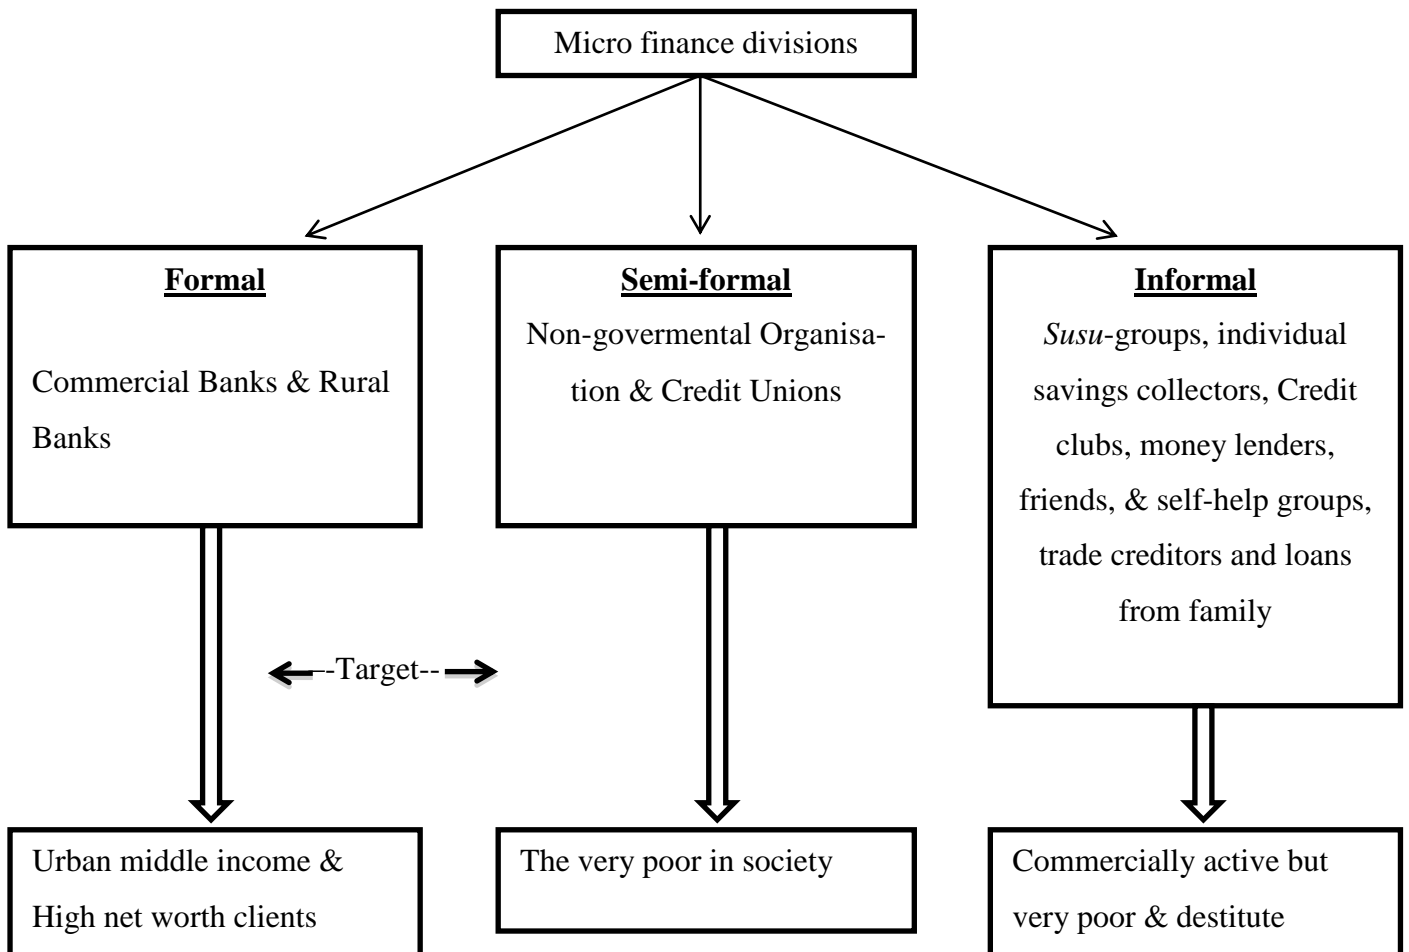 Micro finance divisions
Formal
Commercial Banks & Rural
Banks
Semi-formal
Non-govermental Organisa-
tion & Credit Unions
Informal
Susu-groups, individual
savings collectors, Credit
clubs, money lenders,
friends, & self-help groups,
trade creditors and loans
from family
--Target--
Urban middle income &
High net worth clients
The very poor in society
Commercially active but
very poor & destitute